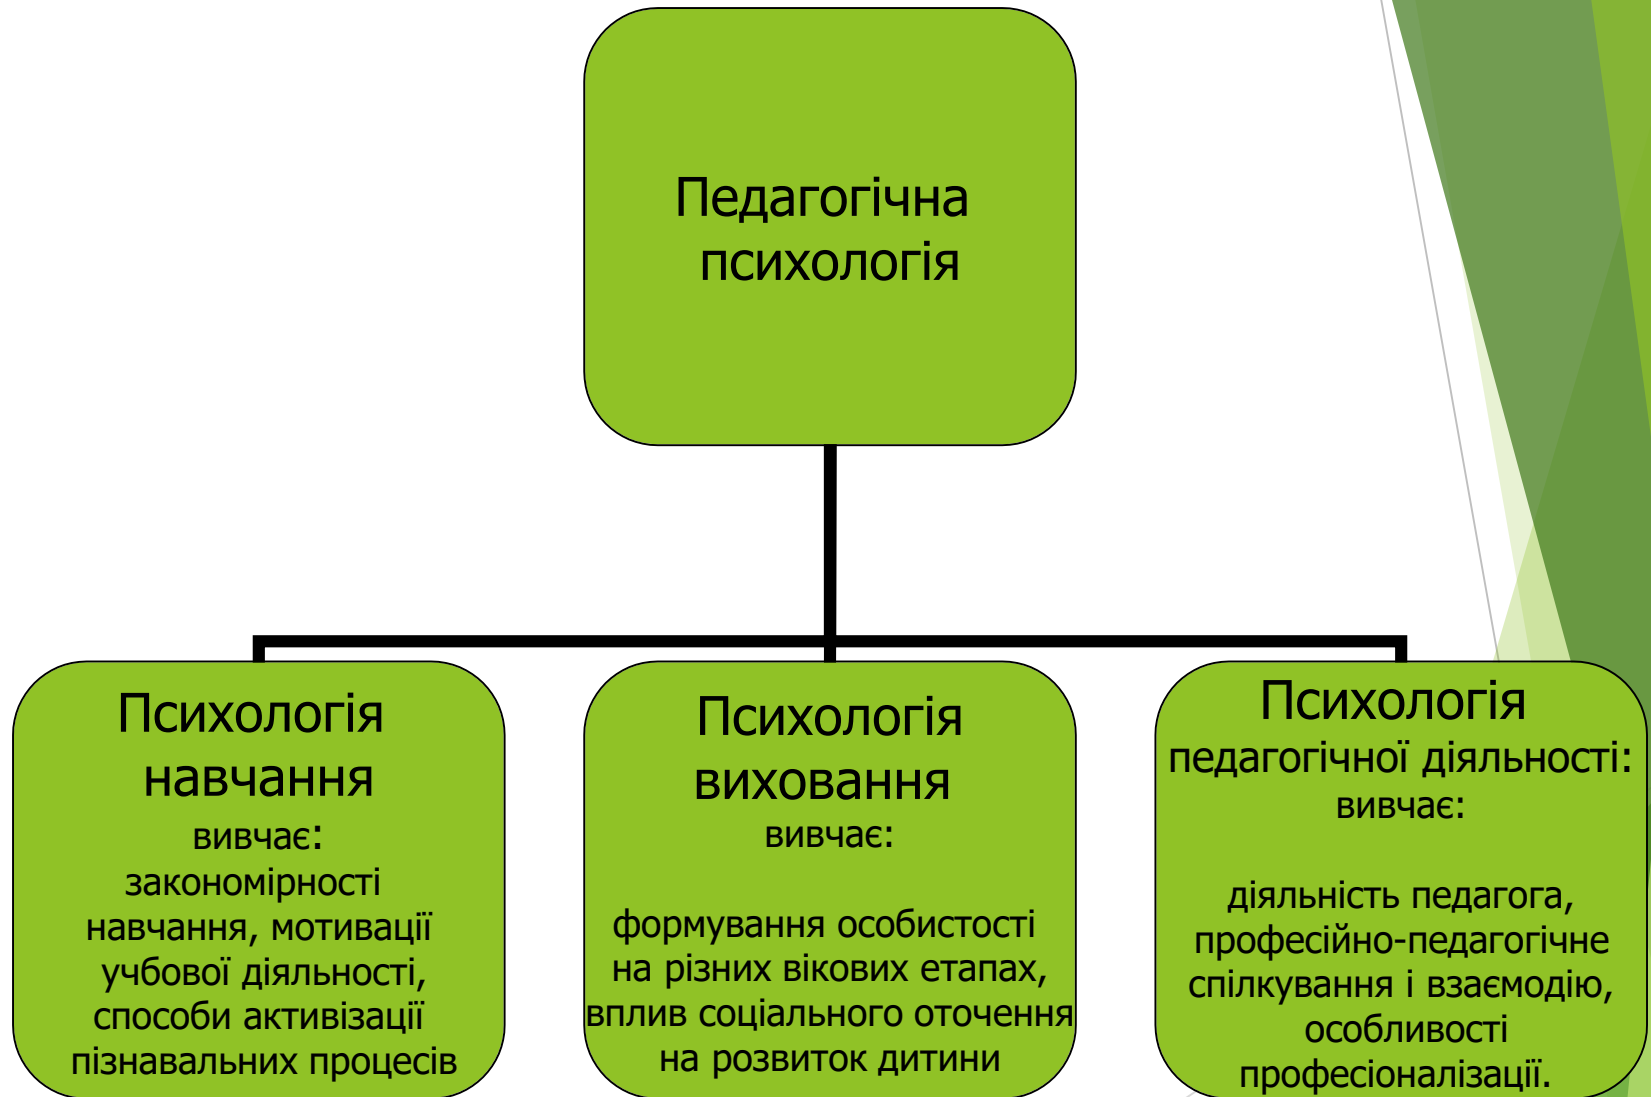 Педагогічна
психологія
Психологія
навчання
вивчає:
закономірності
навчання, мотивації
учбової діяльності,
способи активізації
пізнавальних процесів
Психологія
виховання
вивчає:
формування особистості
на різних вікових етапах,
вплив соціального оточення
на розвиток дитини
Психологія
педагогічної діяльності:
вивчає:
діяльність педагога,
професійно-педагогічне
спілкування і взаємодію,
особливості
професіоналізації.